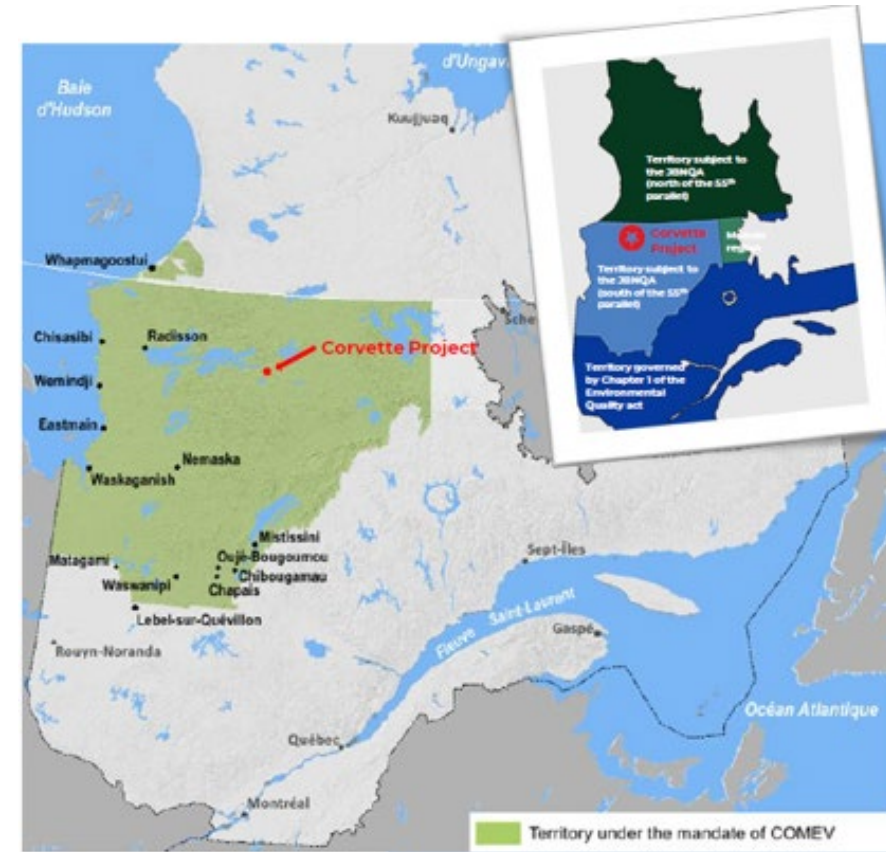 Baie
d'Hudson
d'Ungav
Kuujjuaq
Whapmagoostui
Chisasibi
Radisson
Corvette Project
Wemindji
Eastmain
Nemaska
Waskaganish
Mistissini
Matagami
Oujé-Bougoumou
Waswanipi
Chibougamau
Chapais
Lebel-sur-Quévillon
Rouyn-Noranda
Sche
Sept-Îles
Gaspé
Fleuve Saint-Laurent
Québec
Montréal
Océan Atlantique
Territory under the mandate of COMEV
Territory subject to
the JBNQA
(north of the 55th
parallel)
Corvette
Project
region
Territory subject to
the JBNQA
(south of the 55th
parallel)
Territory governed
by Chapter 1 of the
Environmental
Quality act